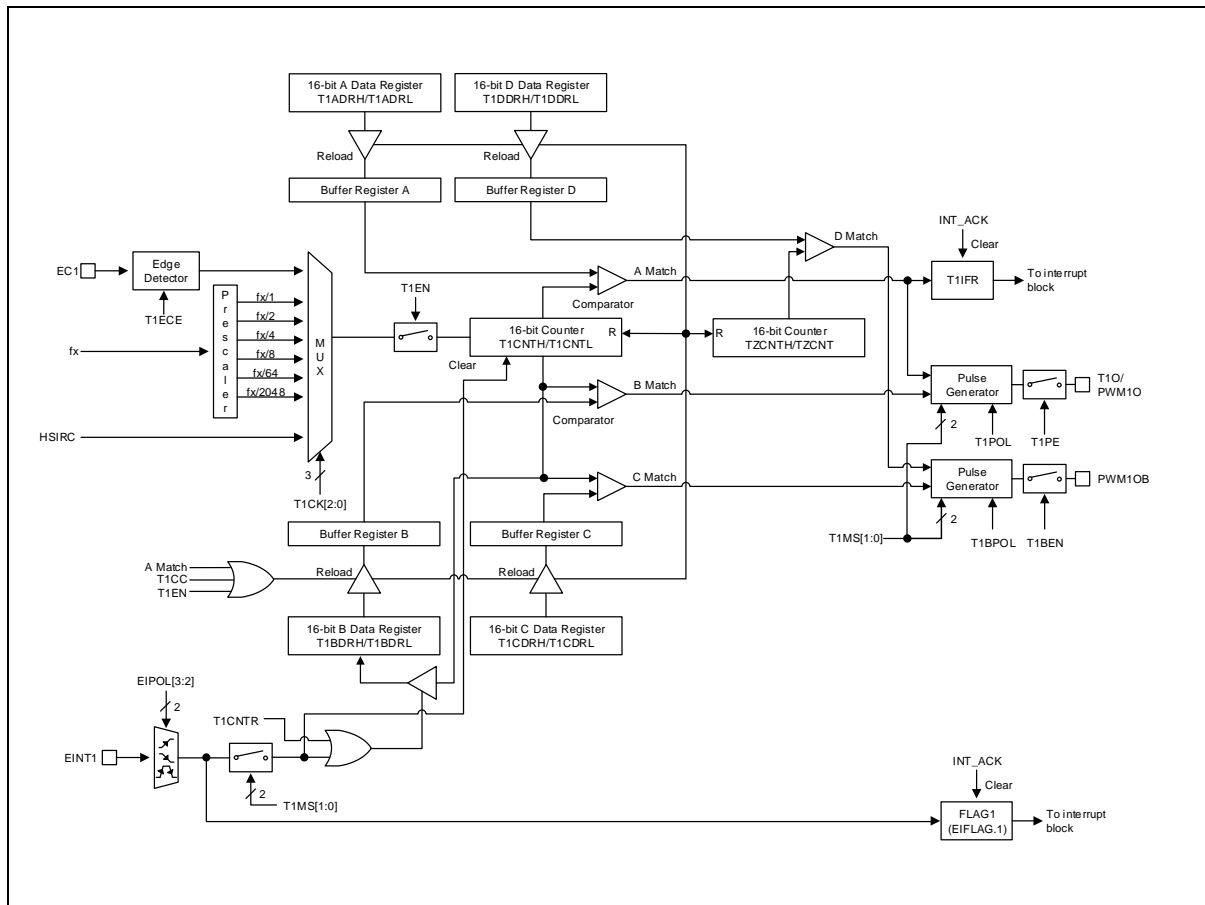 16-bit A Data Register
T1ADRH/T1ADRL
16-bit D Data Register
T1DDRH/T1DDRL
Reload
Reload
Buffer Register A
Buffer Register D
INT_ACK
Clear
D Match
EC1
Edge
Detector
T1ECE
A Match
Comparator
T1IFR
To interrupt
block
Prescaler
fx/1
fx/2
fx/4
fx/8
fx/64
fx/2048
fx
MUX
T1EN
16-bit Counter
T1CNTH/T1CNTL
R
Clear
R
16-bit Counter
TZCNTH/TZCNT
B Match
Comparator
Pulse
Generator
T1O/
PWM1O
2
T1POL
T1PE
HSIRC
3
T1CK[2:0]
C Match
Pulse
Generator
PWM1OB
2
T1MS[1:0]
T1BPOL
T1BEN
Buffer Register B
Buffer Register C
A Match
T1CC
T1EN
Reload
Reload
16-bit B Data Register
T1BDRH/T1BDRL
16-bit C Data Register
T1CDRH/T1CDRL
EIPOL[3:2]
2
T1CNTR
EINT1
2
T1MS[1:0]
INT_ACK
Clear
FLAG1
(EIFLAG.1)
To interrupt
block